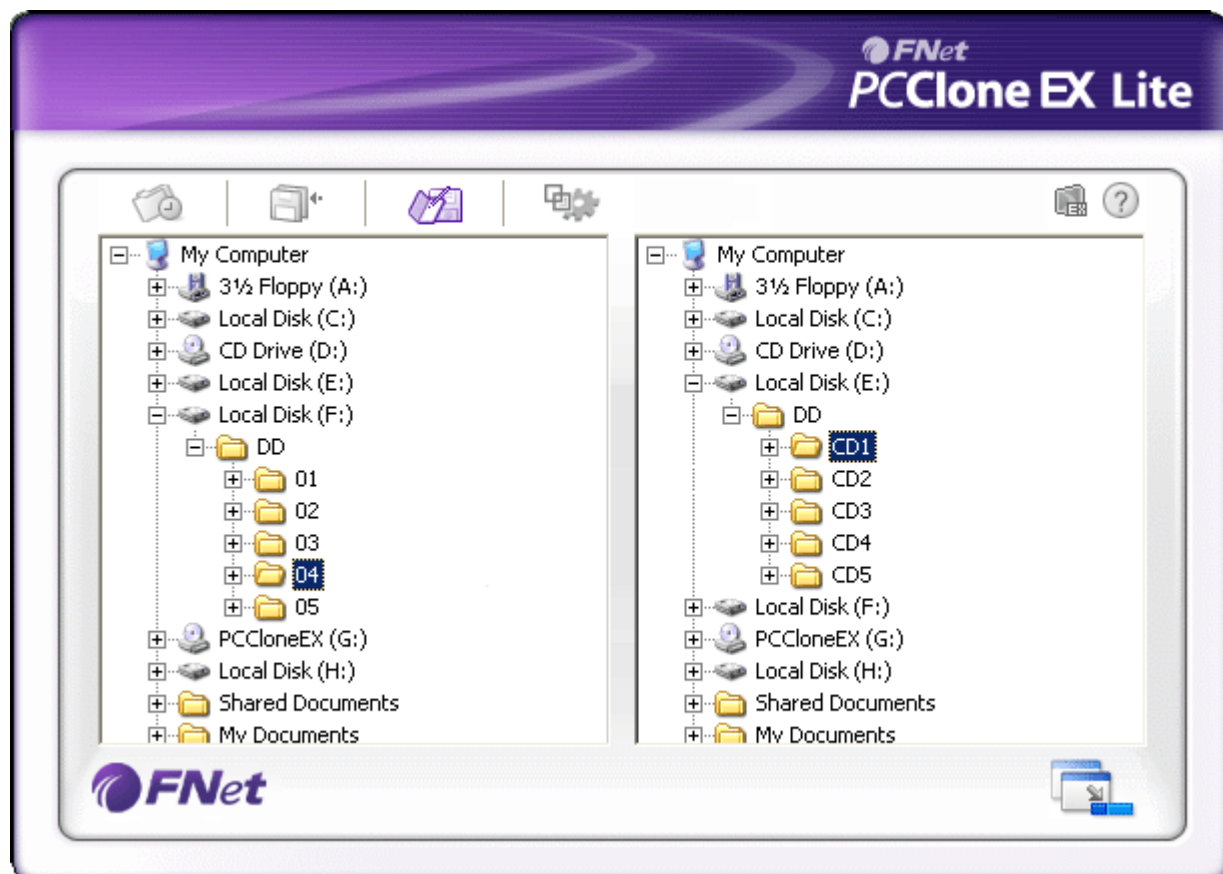 FNet
PCClone EX Lite
EX
?
My Computer
3½ Floppy (A:)
Local Disk (C:)
CD Drive (D:)
Local Disk (E:)
Local Disk (F:)
DD
01
02
03
04
05
PCCloneEX (G:)
Local Disk (H:)
Shared Documents
My Documents
My Computer
3½ Floppy (A:)
Local Disk (C:)
CD Drive (D:)
Local Disk (E:)
DD
CD1
CD2
CD3
CD4
CD5
Local Disk (F:)
PCCloneEX (G:)
Local Disk (H:)
Shared Documents
My Documents
FNet